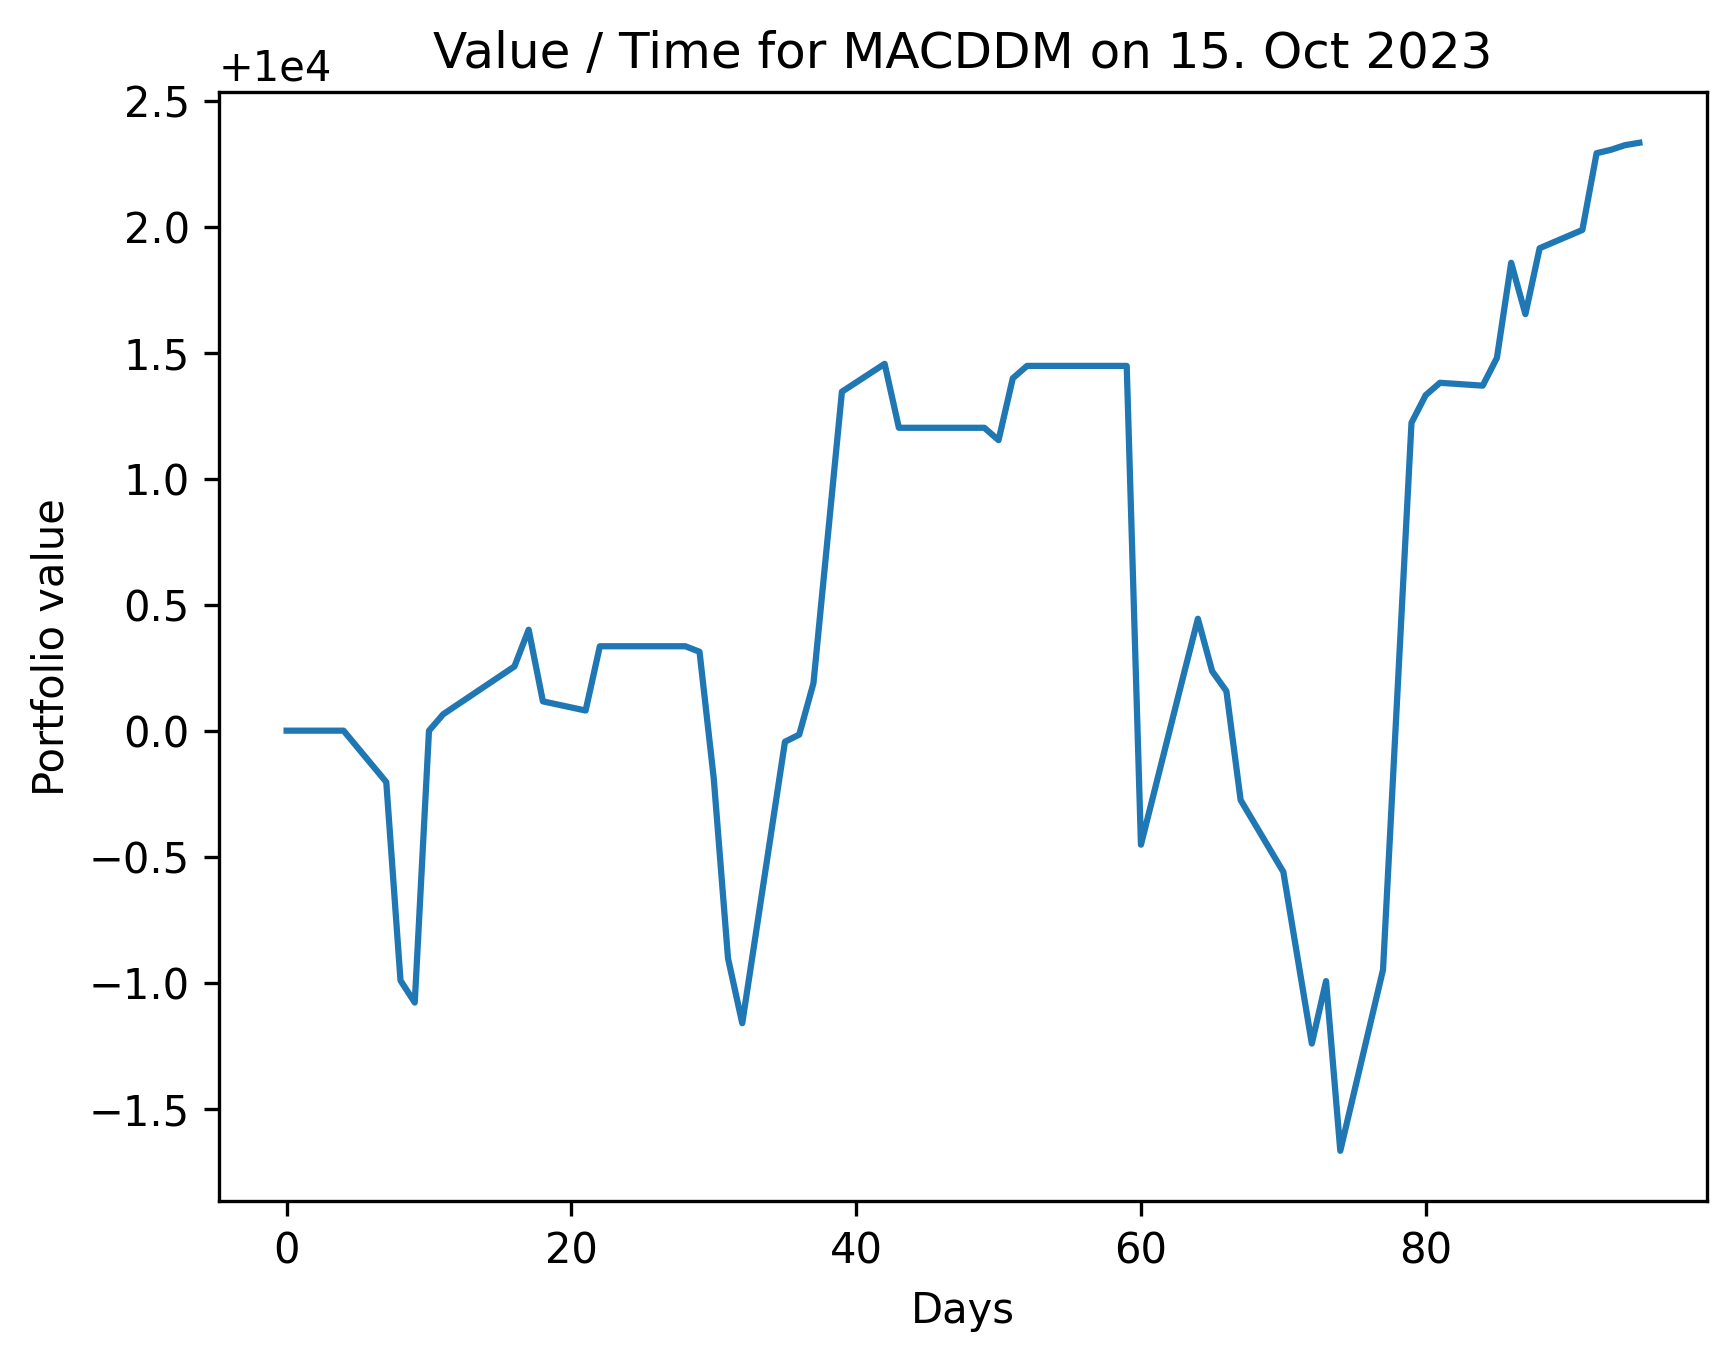 Value / Time for MACDDM on 15. Oct 2023
+1e4
2.5
2.0
1.5
1.0
0.5
0.0
−0.5
−1.0
−1.5
Portfolio value
0 20 40 60 80
Days